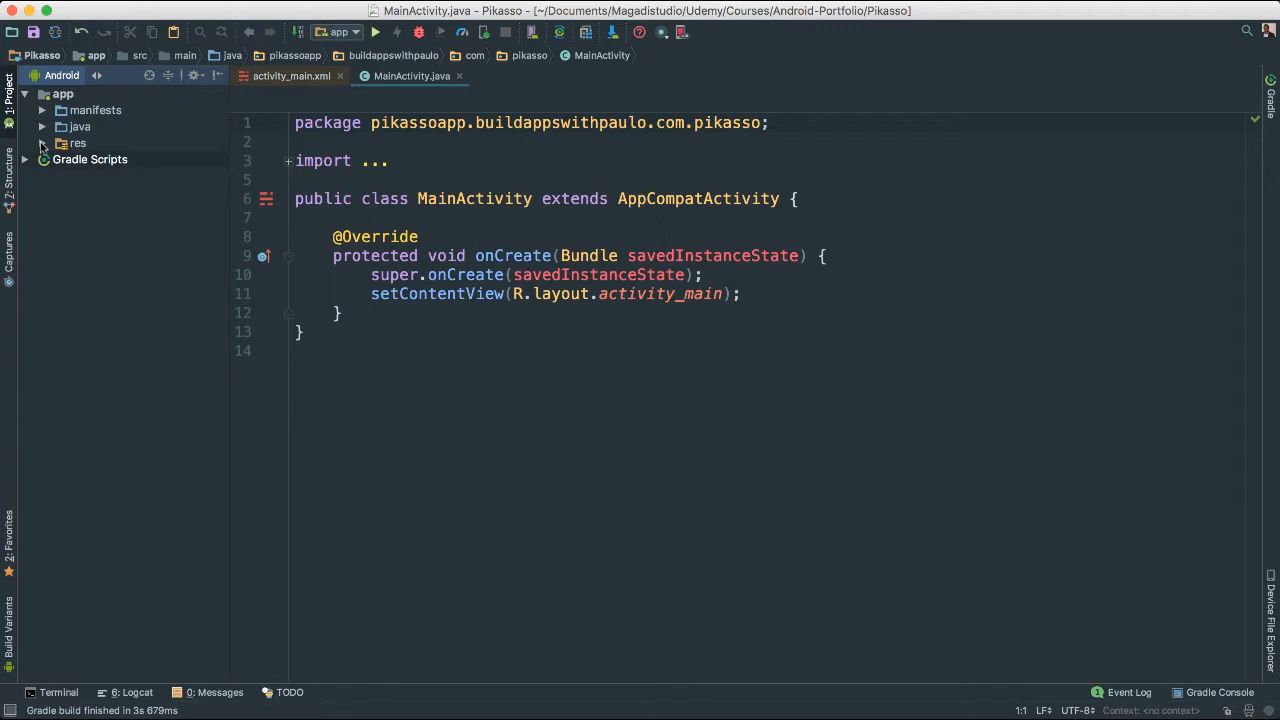 MainActivity.java - Pikasso - [~/Documents/Magadistudio/Udemy/Courses/Android-Portfolio/Pikasso]
app
Pikasso app src main java pikassoapp buildappswithpaulo com pikasso MainActivity
Android
activity_main.xml
MainActivity.java
1: Project
Z: Structure
Captures
2: Favorites
Build Variants
app
manifests
java
res
Gradle Scripts
1 package pikassoapp.buildappswithpaulo.com.pikasso;
2
3 import ...
5
6 public class MainActivity extends AppCompatActivity {
7
8 @Override
9 protected void onCreate(Bundle savedInstanceState) {
10 super.onCreate(savedInstanceState);
11 setContentView(R.layout.activity_main);
12 }
13 }
14
Gradle
Device File Explorer
Terminal 6: Logcat 0: Messages TODO
1 Event Log Gradle Console
Gradle build finished in 3s 679ms
1:1 LF UTF-8 Context: <no context>